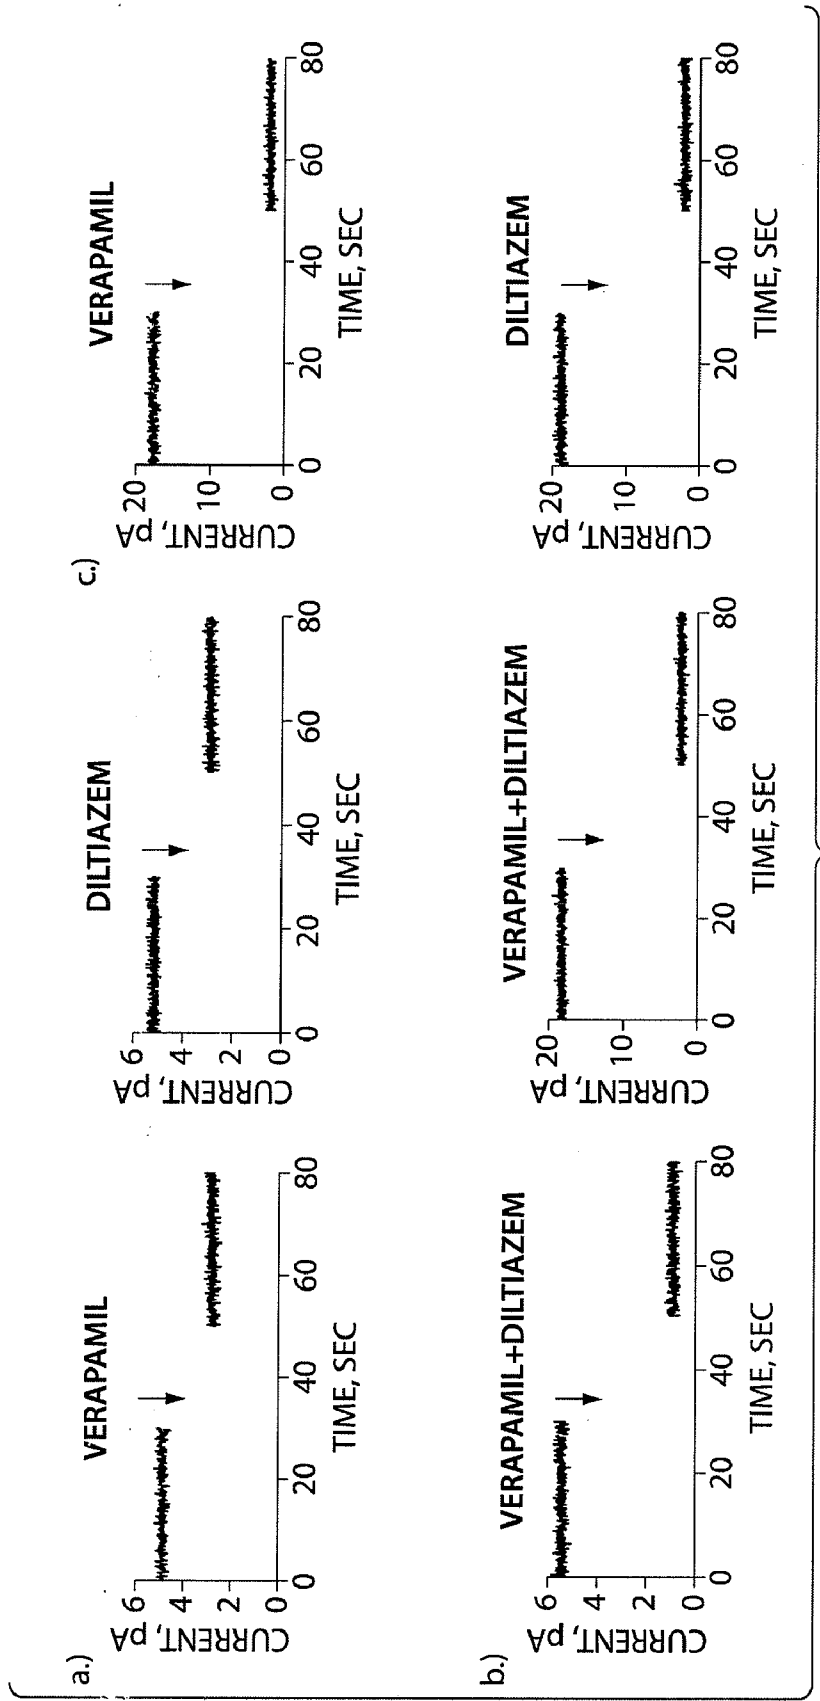 a.)
VERAPAMIL
CURRENT, pA
6
4
2
0
0 20 40 60 80
TIME, SEC
DILTIAZEM
CURRENT, pA
6
4
2
0
0 20 40 60 80
TIME, SEC
c.)
VERAPAMIL
CURRENT, pA
20
10
0
0 20 40 60 80
TIME, SEC
b.)
VERAPAMIL+DILTIAZEM
CURRENT, pA
6
4
2
0
0 20 40 60 80
TIME, SEC
VERAPAMIL+DILTIAZEM
CURRENT, pA
20
10
0
0 20 40 60 80
TIME, SEC
DILTIAZEM
CURRENT, pA
20
10
0
0 20 40 60 80
TIME, SEC